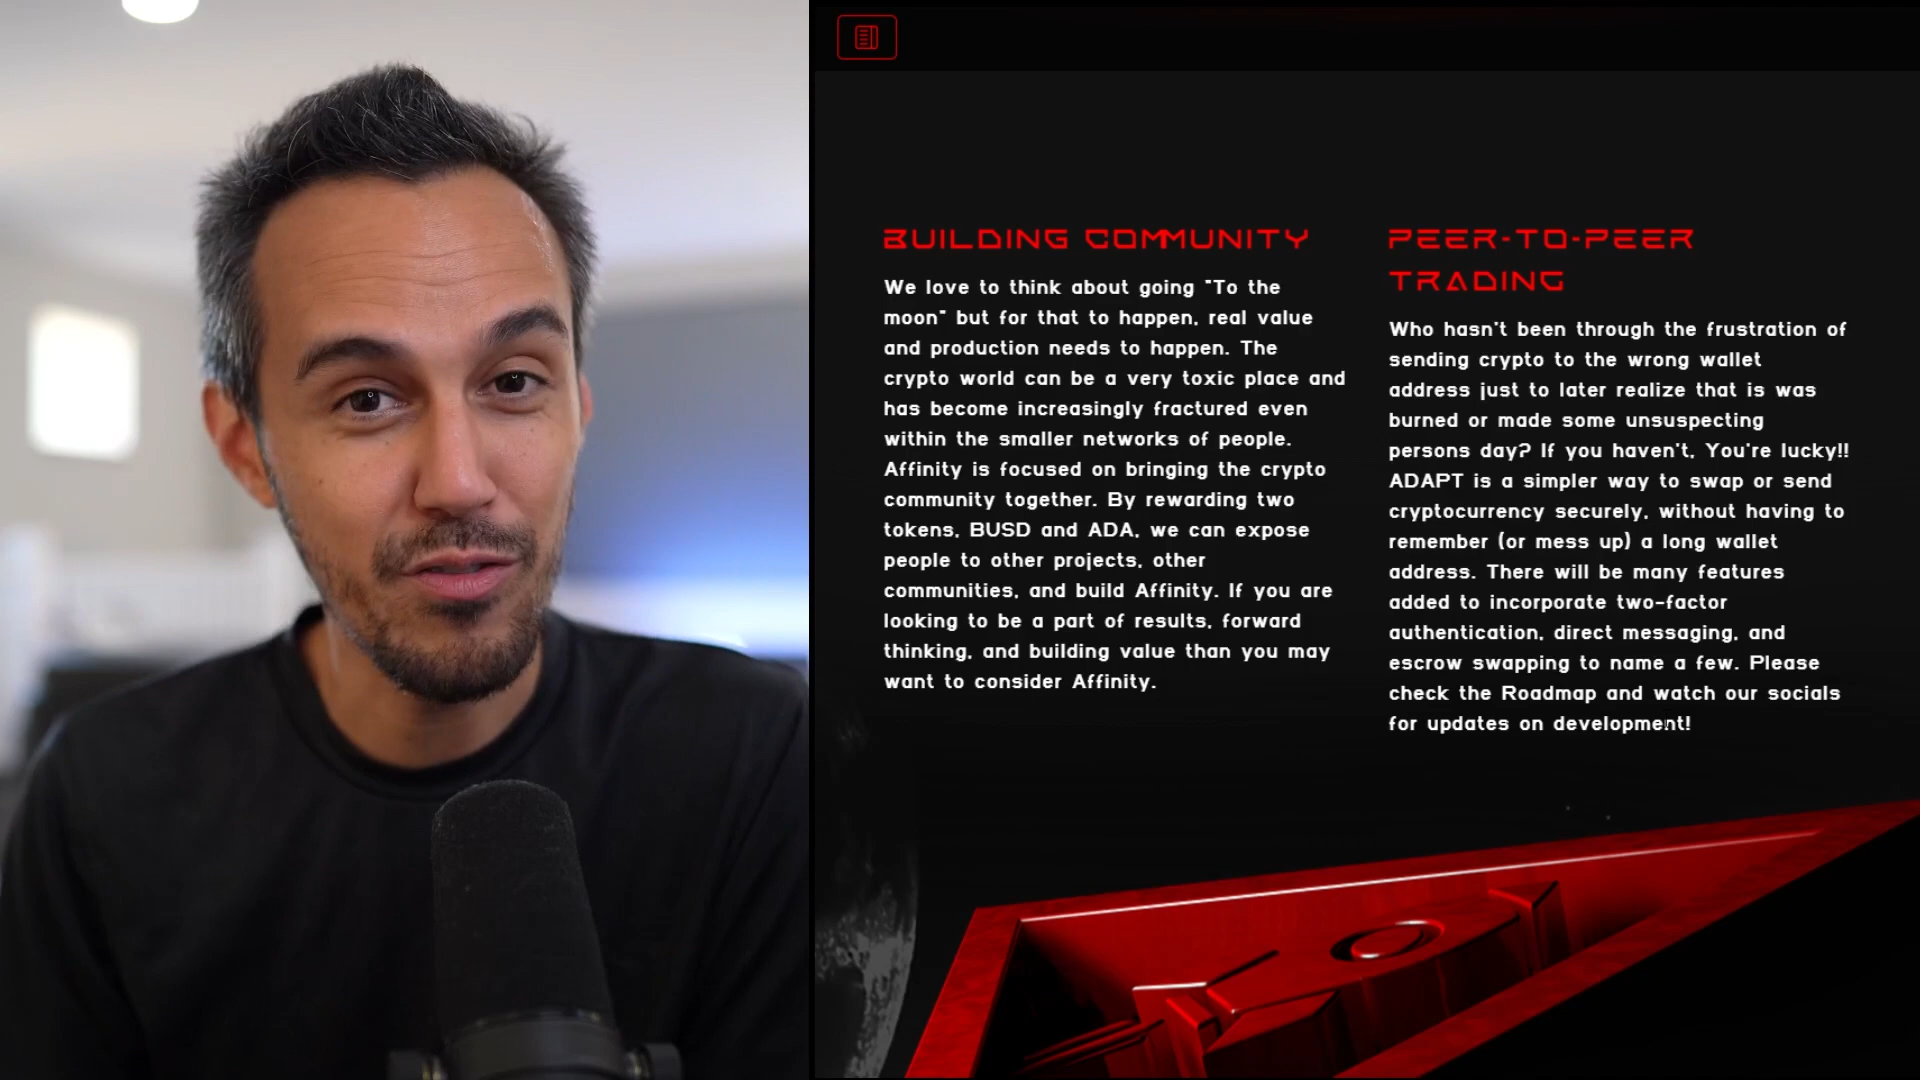 BUILDING COMMUNITY
We love to think about going "To the
moon" but for that to happen, real value
and production needs to happen. The
crypto world can be a very toxic place and
has become increasingly fractured even
within the smaller networks of people.
Affinity is focused on bringing the crypto
community together. By rewarding two
tokens, BUSD and ADA, we can expose
people to other projects, other
communities, and build Affinity. If you are
looking to be a part of results, forward
thinking, and building value than you may
want to consider Affinity.
PEER-TO-PEER
TRADING
Who hasn't been through the frustration of
sending crypto to the wrong wallet
address just to later realize that is was
burned or made some unsuspecting
persons day? If you haven't, You're lucky!!
ADAPT is a simpler way to swap or send
cryptocurrency securely, without having to
remember (or mess up) a long wallet
address. There will be many features
added to incorporate two-factor
authentication, direct messaging, and
escrow swapping to name a few. Please
check the Roadmap and watch our socials
for updates on development!